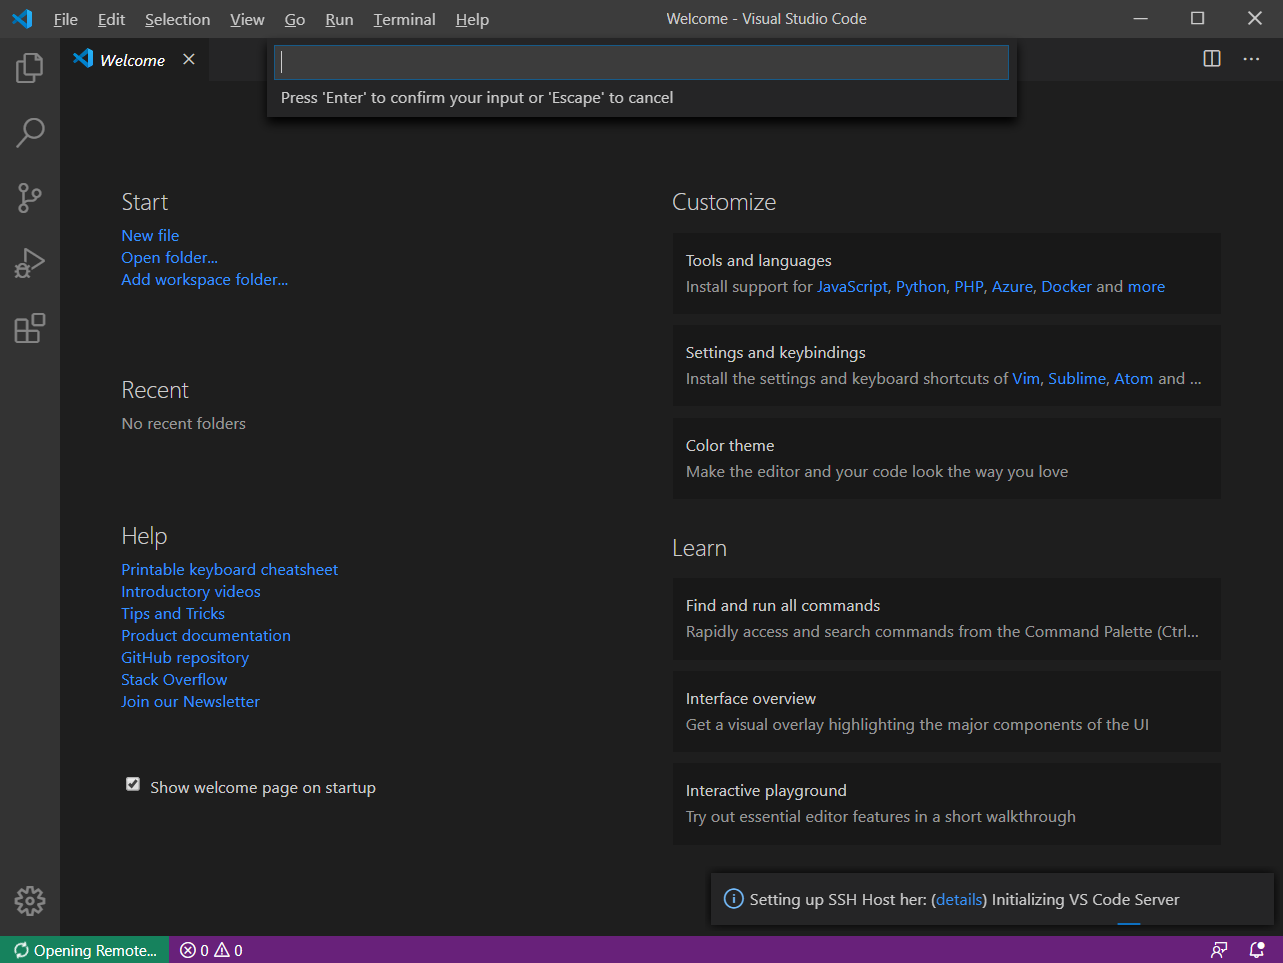 File Edit Selection View Go Run Terminal Help Welcome - Visual Studio Code
Welcome
Press 'Enter' to confirm your input or 'Escape' to cancel
Start
New file
Open folder...
Add workspace folder...
Recent
No recent folders
Help
Printable keyboard cheatsheet
Introductory videos
Tips and Tricks
Product documentation
GitHub repository
Stack Overflow
Join our Newsletter
Show welcome page on startup
Customize
Tools and languages
Install support for JavaScript, Python, PHP, Azure, Docker and more
Settings and keybindings
Install the settings and keyboard shortcuts of Vim, Sublime, Atom and ...
Color theme
Make the editor and your code look the way you love
Learn
Find and run all commands
Rapidly access and search commands from the Command Palette (Ctrl...
Interface overview
Get a visual overlay highlighting the major components of the UI
Interactive playground
Try out essential editor features in a short walkthrough
Setting up SSH Host her: (details) Initializing VS Code Server
Opening Remote... 0 0